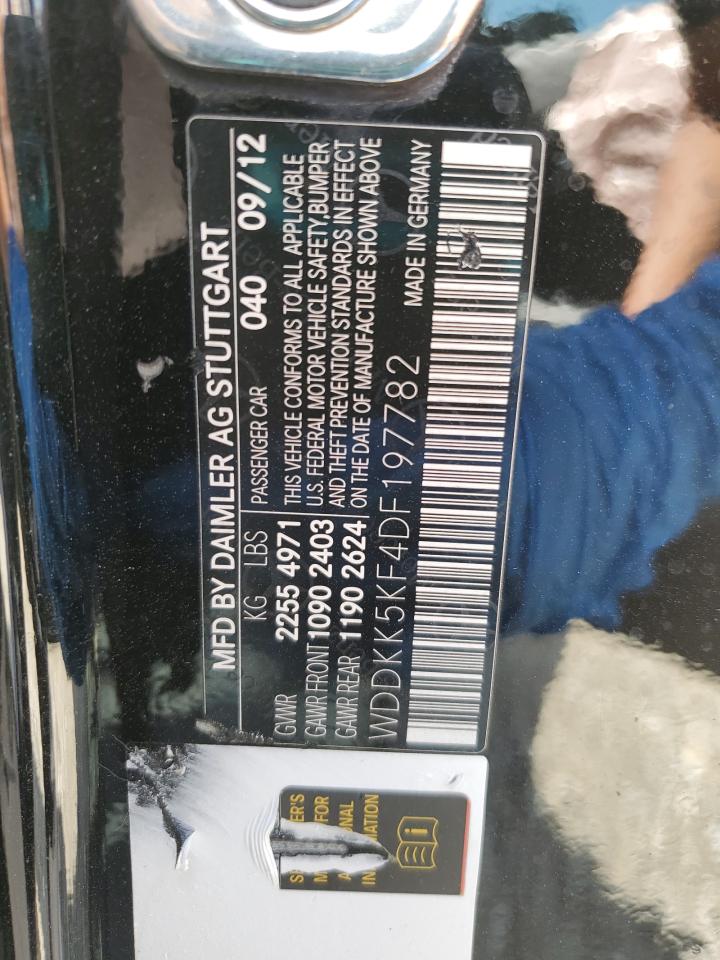 MFD BY DAIMLER AG STUTTGART
KG LBS
PASSENGER CAR 040 09/12
GVWR 2255 4971
GAWR FRONT 1090 2403
GAWR REAR 1190 2624
THIS VEHICLE CONFORMS TO ALL APPLICABLE
U.S. FEDERAL MOTOR VEHICLE SAFETY,BUMPER
AND THEFT PREVENTION STANDARDS IN EFFECT
ON THE DATE OF MANUFACTURE SHOWN ABOVE
WDDKK5KF4DF197782
MADE IN GERMANY
FOR